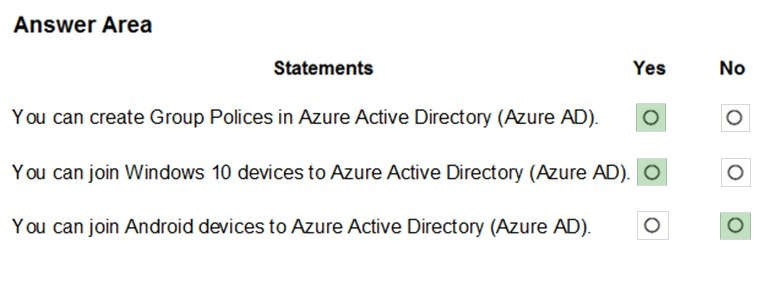 Answer Area
Statements Yes No
You can create Group Polices in Azure Active Directory (Azure AD).
You can join Windows 10 devices to Azure Active Directory (Azure AD).
You can join Android devices to Azure Active Directory (Azure AD).